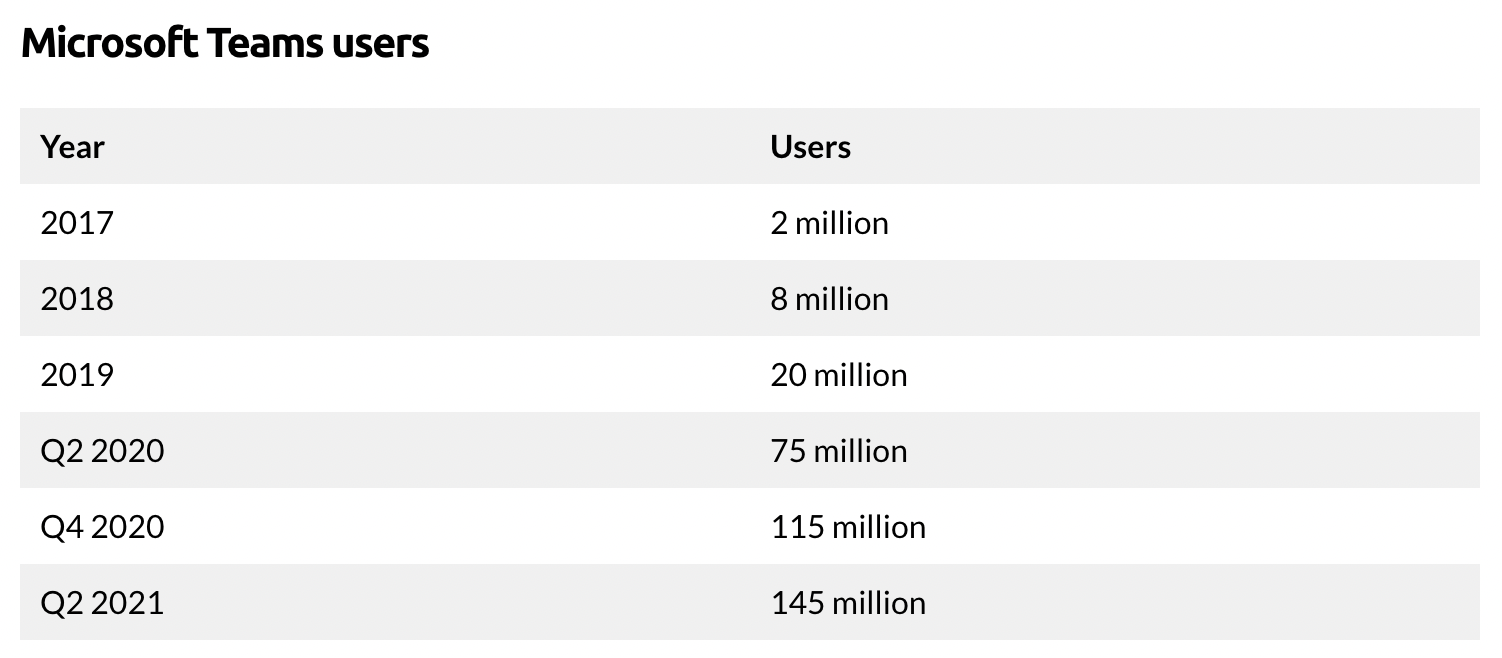 Microsoft Teams users
Year Users
2017 2 million
2018 8 million
2019 20 million
Q2 2020 75 million
Q4 2020 115 million
Q2 2021 145 million